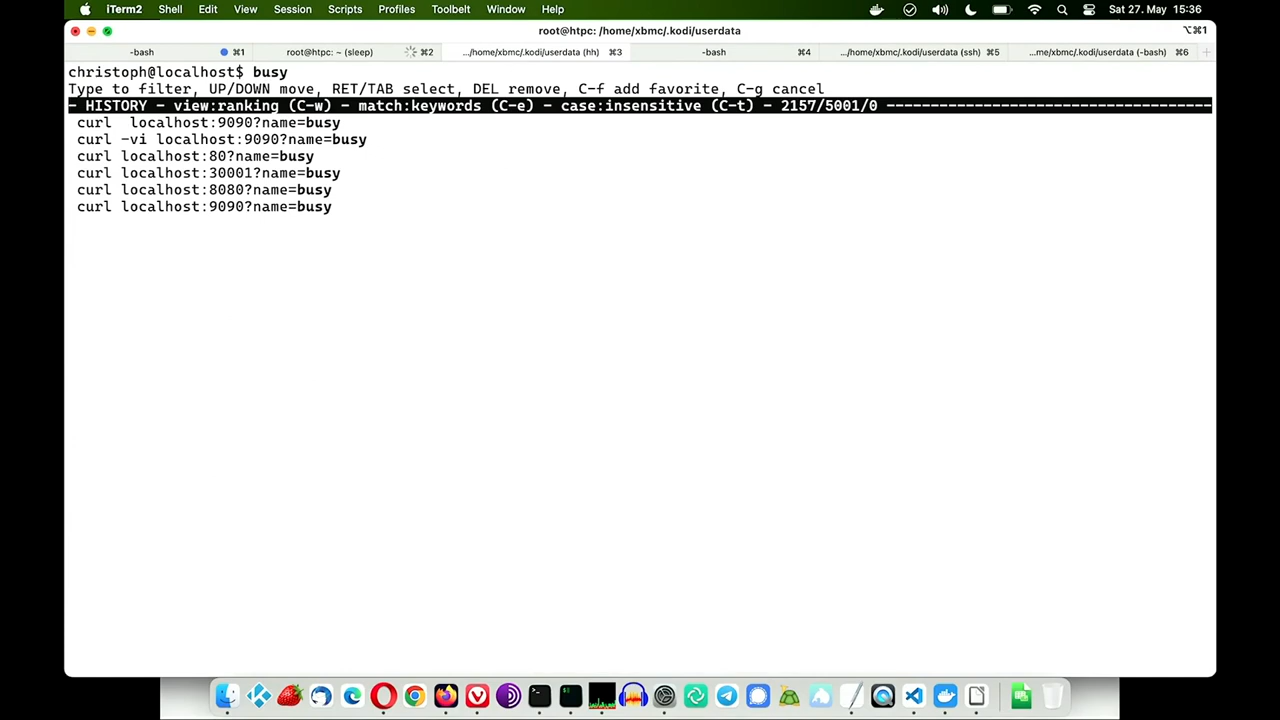 iTerm2 Shell Edit View Session Scripts Profiles Toolbelt Window Help Sat 27. May 15:36
root@htpc: /home/xbmc/.kodi/userdata ⌥⌘1
-bash ⌘1 root@htpc: ~ (sleep) ⌘2 .../home/xbmc/.kodi/userdata (hh) ⌘3 -bash ⌘4 .../home/xbmc/.kodi/userdata (ssh) ⌘5 ...me/xbmc/.kodi/userdata (-bash) ⌘6
christoph@localhost$ busy
Type to filter, UP/DOWN move, RET/TAB select, DEL remove, C-f add favorite, C-g cancel
- HISTORY - view:ranking (C-w) - match:keywords (C-e) - case:insensitive (C-t) - 2157/5001/0 -------------------------------------
curl  localhost:9090?name=busy
curl -vi localhost:9090?name=busy
curl localhost:80?name=busy
curl localhost:30001?name=busy
curl localhost:8080?name=busy
curl localhost:9090?name=busy